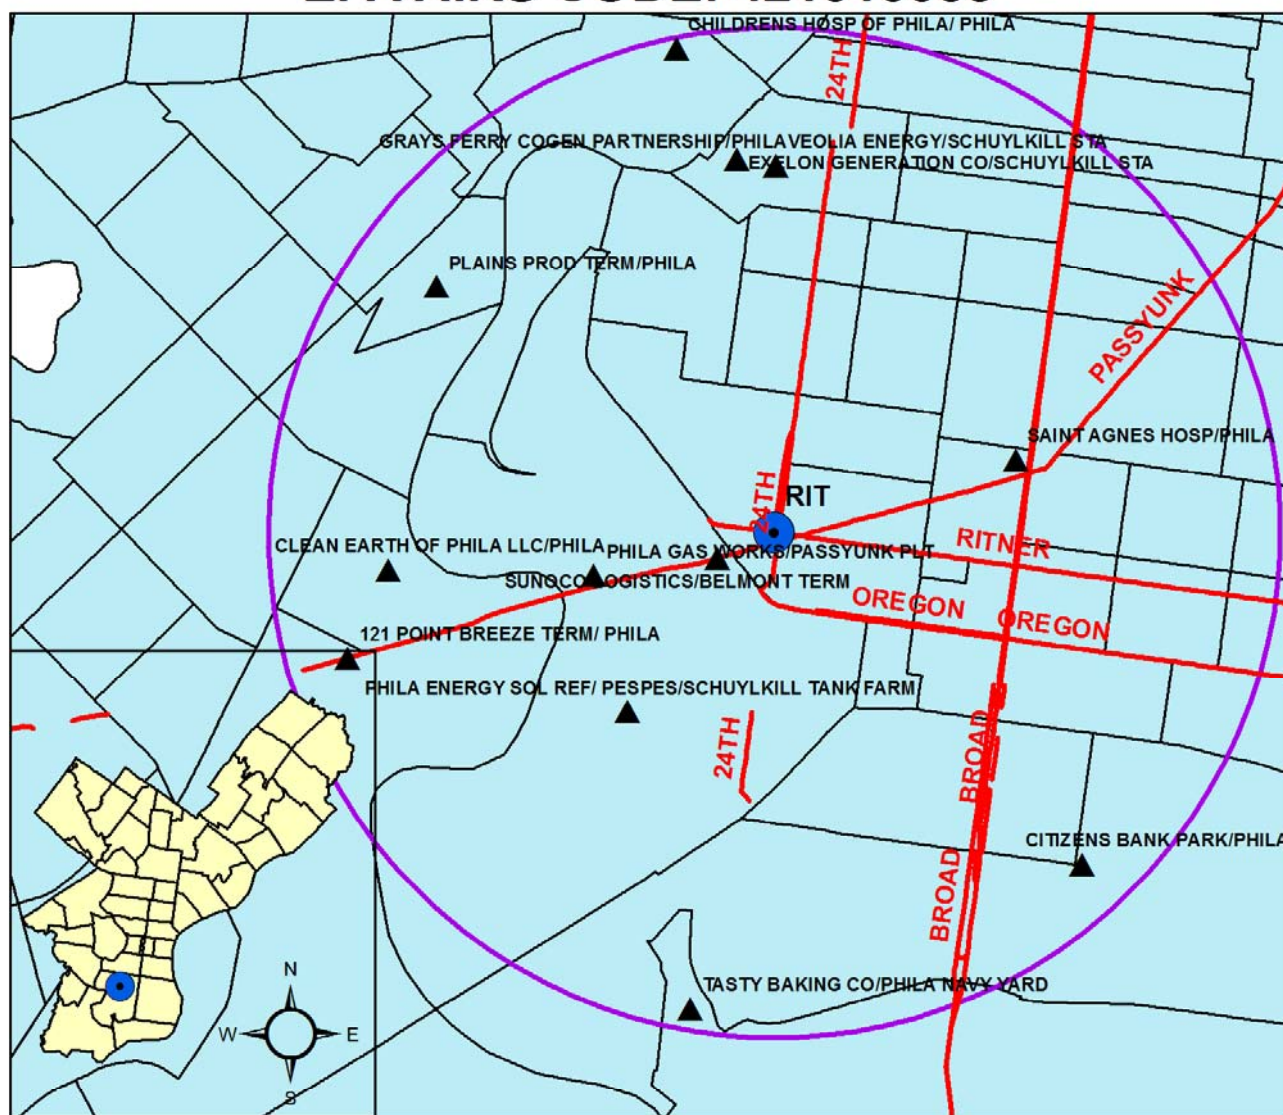 CHILDRENS HOSP OF PHILA/ PHILA
24TH
GRAYS FERRY COGEN PARTNERSHIP/PHILA
VEOLIA ENERGY/SCHUYLKILL STA
EXELON GENERATION CO/SCHUYLKILL STA
PLAINS PROD TERM/PHILA
PASSYUNK
SAINT AGNES HOSP/PHILA
24TH
RIT
CLEAN EARTH OF PHILA LLC/PHILA
PHILA GAS WORKS/PASSYUNK PLT
RITNER
SUNOCO LOGISTICS/BELMONT TERM
OREGON
OREGON
121 POINT BREEZE TERM/ PHILA
PHILA ENERGY SOL REF/ PES
PES/SCHUYLKILL TANK FARM
24TH
BROAD
CITIZENS BANK PARK/PHILA
BROAD
TASTY BAKING CO/PHILA NAVY YARD
N
W
E
S